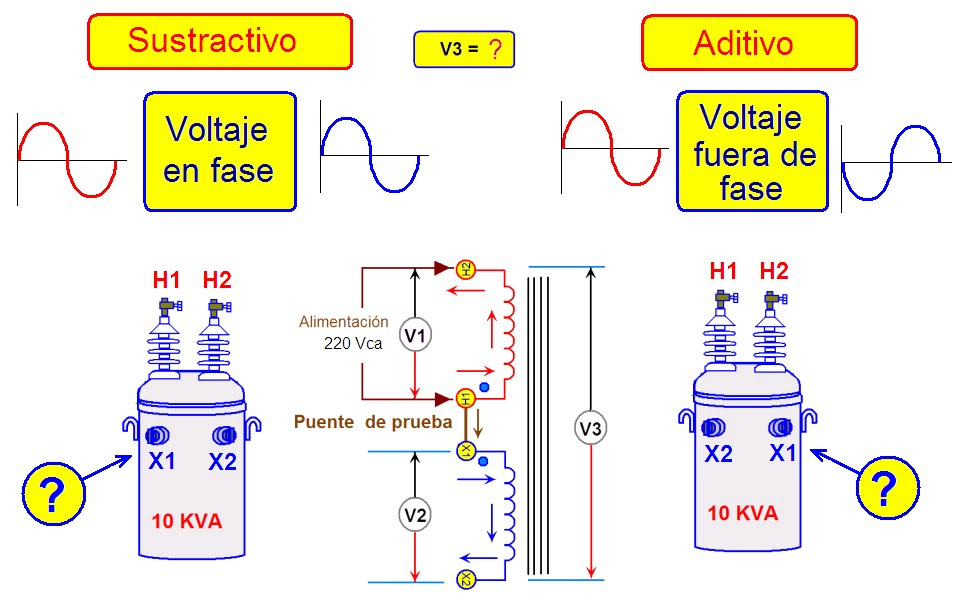 Sustractivo
V3 = ?
Aditivo
Voltaje
en fase
Voltaje
fuera de
fase
H1 H2
H2
H1 H2
Alimentación
220 Vca
V1
H1
Puente de prueba
X1
V3
X1 X2
X2 X1
?
?
V2
10 KVA
10 KVA
X2